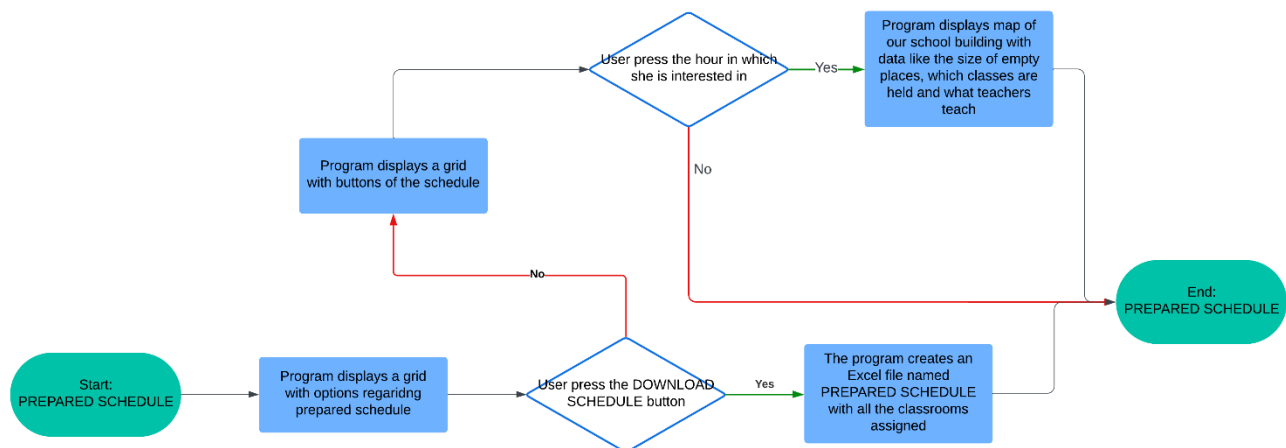 User press the hour in which
she is interested in
Yes
Program displays map of
our school building with
data like the size of empty
places, which classes are
held and what teachers
teach
Program displays a grid
with buttons of the schedule
No
No
End:
PREPARED SCHEDULE
Start:
PREPARED SCHEDULE
Program displays a grid
with options regaridng
prepared schedule
User press the DOWNLOAD
SCHEDULE button
Yes
The program creates an
Excel file named
PREPARED SCHEDULE
with all the classrooms
assigned